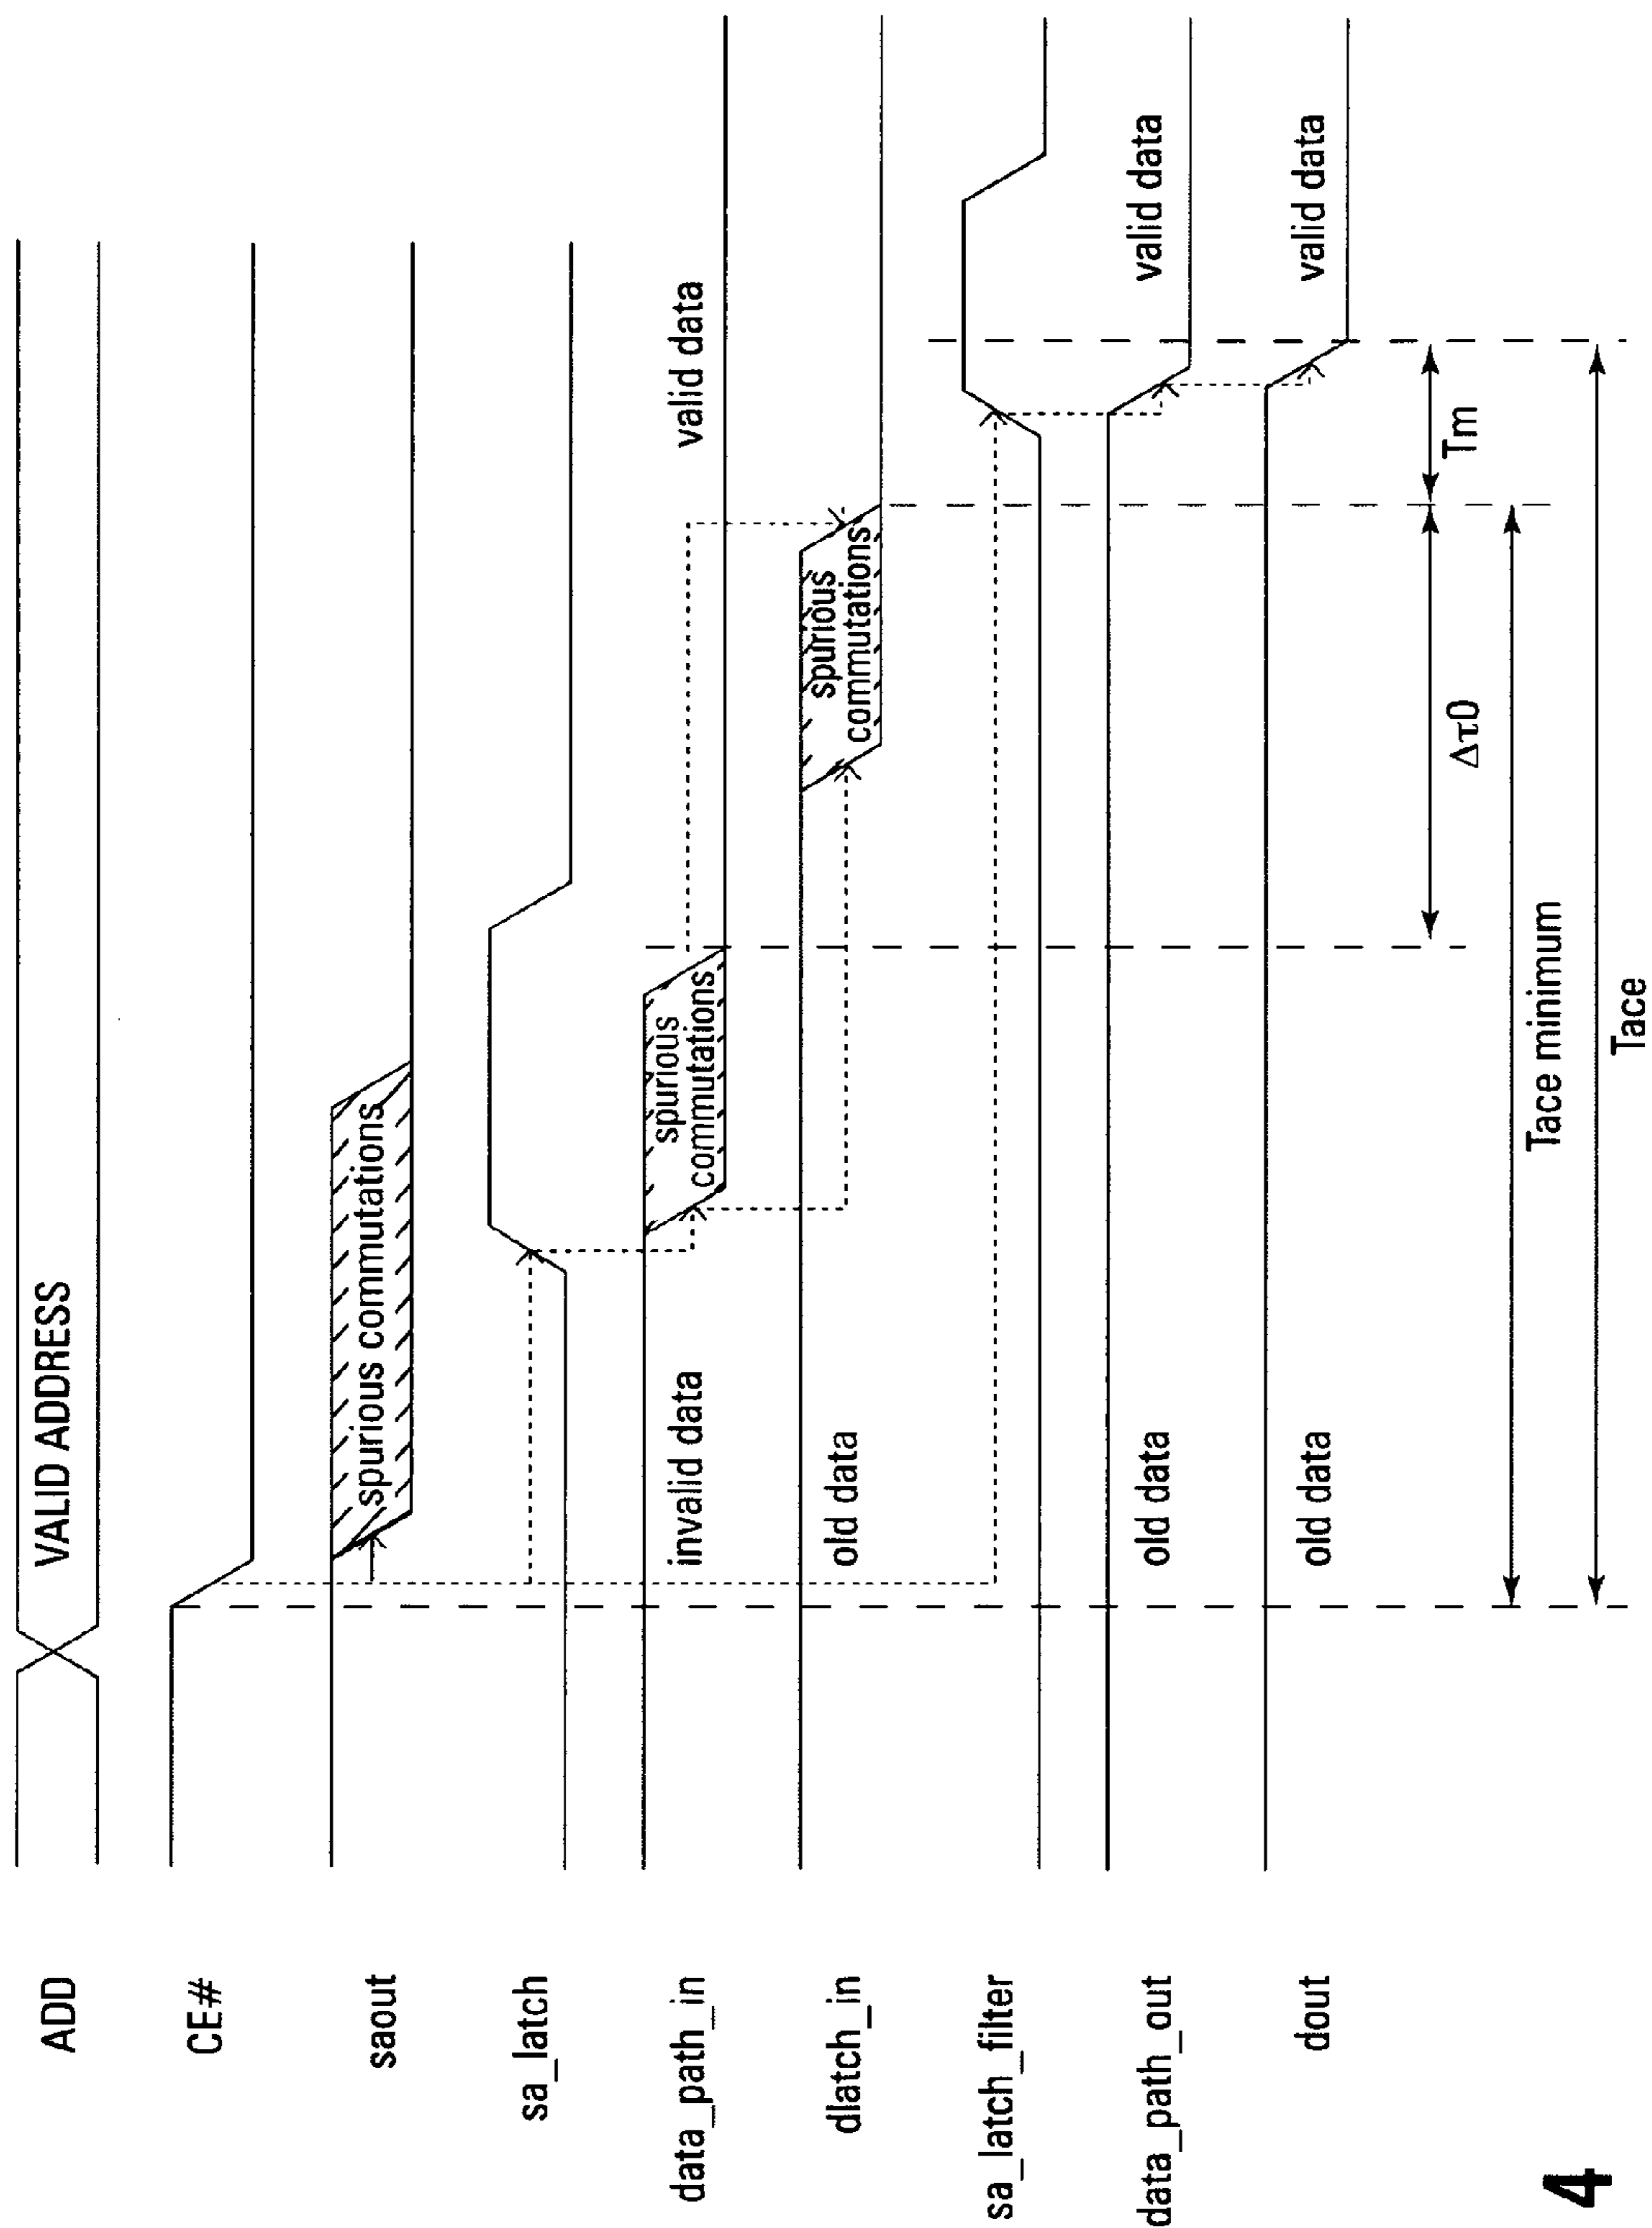 ADD
VALID ADDRESS
CE#
saout
spurious commutations
sa_latch
data_path_in
invalid data
spurious
commutations
valid data
dlatch_in
old data
spurious
commutations
sa_latch_filter
data_path_out
old data
valid data
dout
old data
valid data
Δτ0
Tm
Tace minimum
Tace
4